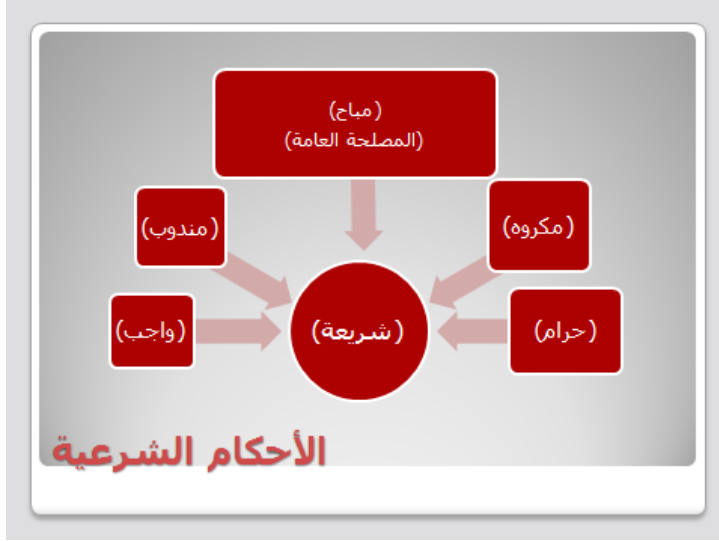 (مباح)
(المصلحة العامة)
(مكروه)
(مندوب)
(حرام)
(شريعة)
(واجب)
الأحكام الشرعية